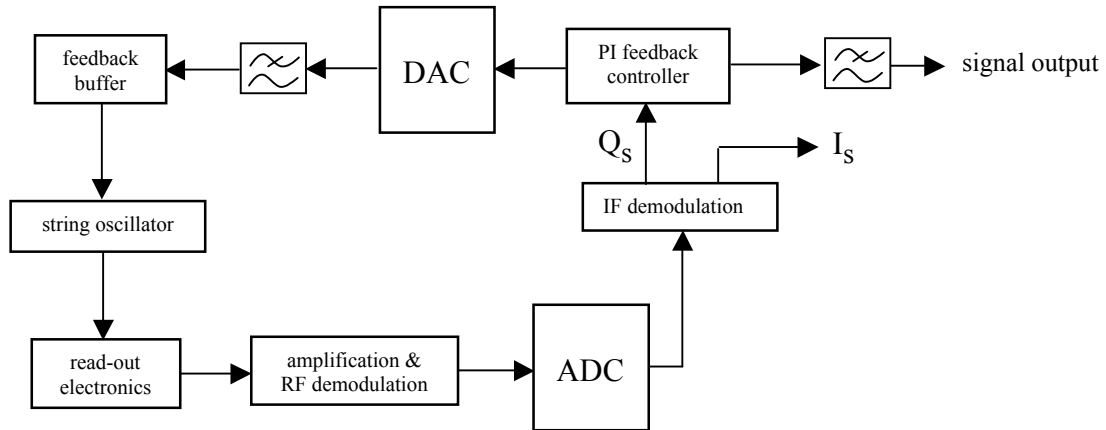 feedback
buffer
DAC
PI feedback
controller
signal output
Q_S
I_S
string oscillator
IF demodulation
read-out
electronics
amplification &
RF demodulation
ADC